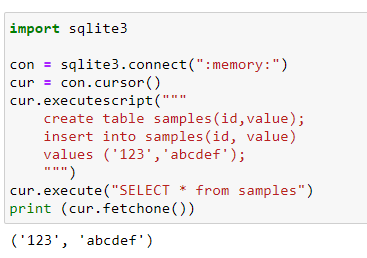 import sqlite3

con = sqlite3.connect(":memory:")
cur = con.cursor()
cur.executescript("""
    create table samples(id,value);
    insert into samples(id, value)
    values ('123','abcdef');
    """)
cur.execute("SELECT * from samples")
print (cur.fetchone())
('123', 'abcdef')